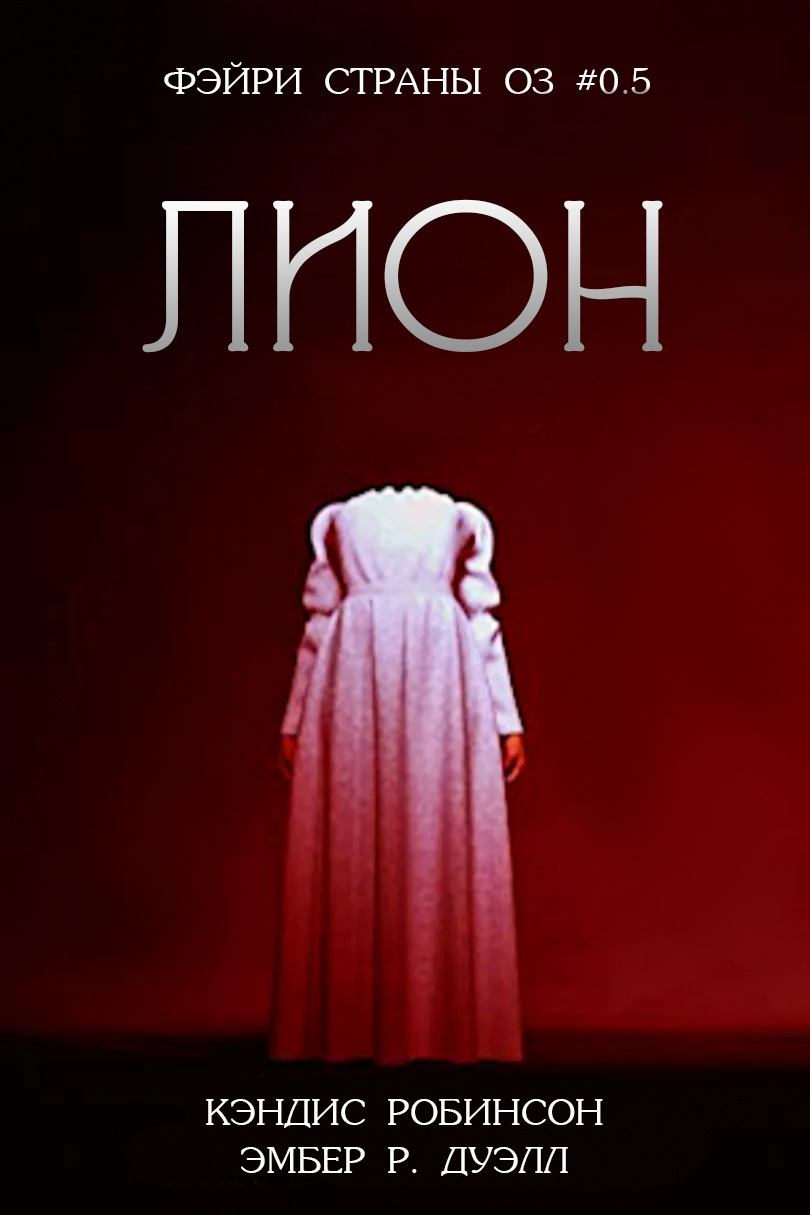 ФЭЙРИ СТРАНЫ ОЗ #0.5
ЛИОН
КЭНДИС РОБИНСОН
ЭМБЕР Р. ДУЭЛЛ